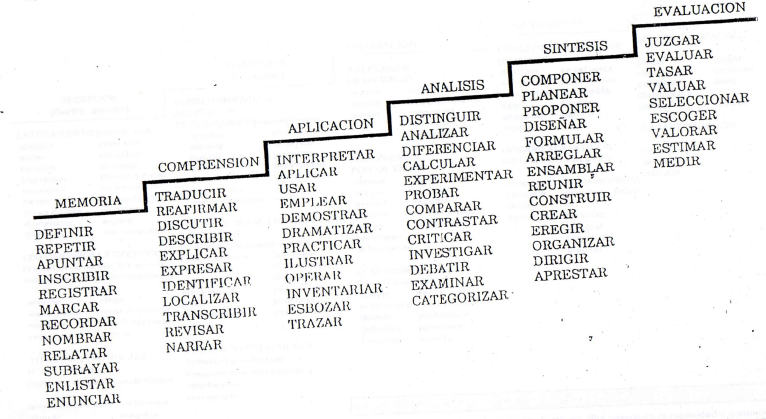 MEMORIA
DEFINIR
REPETIR
APUNTAR
INSCRIBIR
REGISTRAR
MARCAR
RECORDAR
NOMBRAR
RELATAR
SUBRAYAR
ENLISTAR
ENUNCIAR
COMPRENSION
TRADUCIR
REAFIRMAR
DISCUTIR
DESCRIBIR
EXPLICAR
EXPRESAR
IDENTIFICAR
LOCALIZAR
TRANSCRIBIR
REVISAR
NARRAR
APLICACION
INTERPRETAR
APLICAR
USAR
EMPLEAR
DEMOSTRAR
DRAMATIZAR
PRACTICAR
ILUSTRAR
OPERAR
INVENTARIAR
ESBOZAR
TRAZAR
ANALISIS
DISTINGUIR
ANALIZAR
DIFERENCIAR
CALCULAR
EXPERIMENTAR
PROBAR
COMPARAR
CONTRASTAR
CRITICAR
INVESTIGAR
DEBATIR
EXAMINAR
CATEGORIZAR
SINTESIS
COMPONER
PLANEAR
PROPONER
DISEÑAR
FORMULAR
ARREGLAR
ENSAMBLAR
REUNIR
CONSTRUIR
CREAR
EREGIR
ORGANIZAR
DIRIGIR
APRESTAR
EVALUACION
JUZGAR
EVALUAR
TASAR
VALUAR
SELECCIONAR
ESCOGER
VALORAR
ESTIMAR
MEDIR